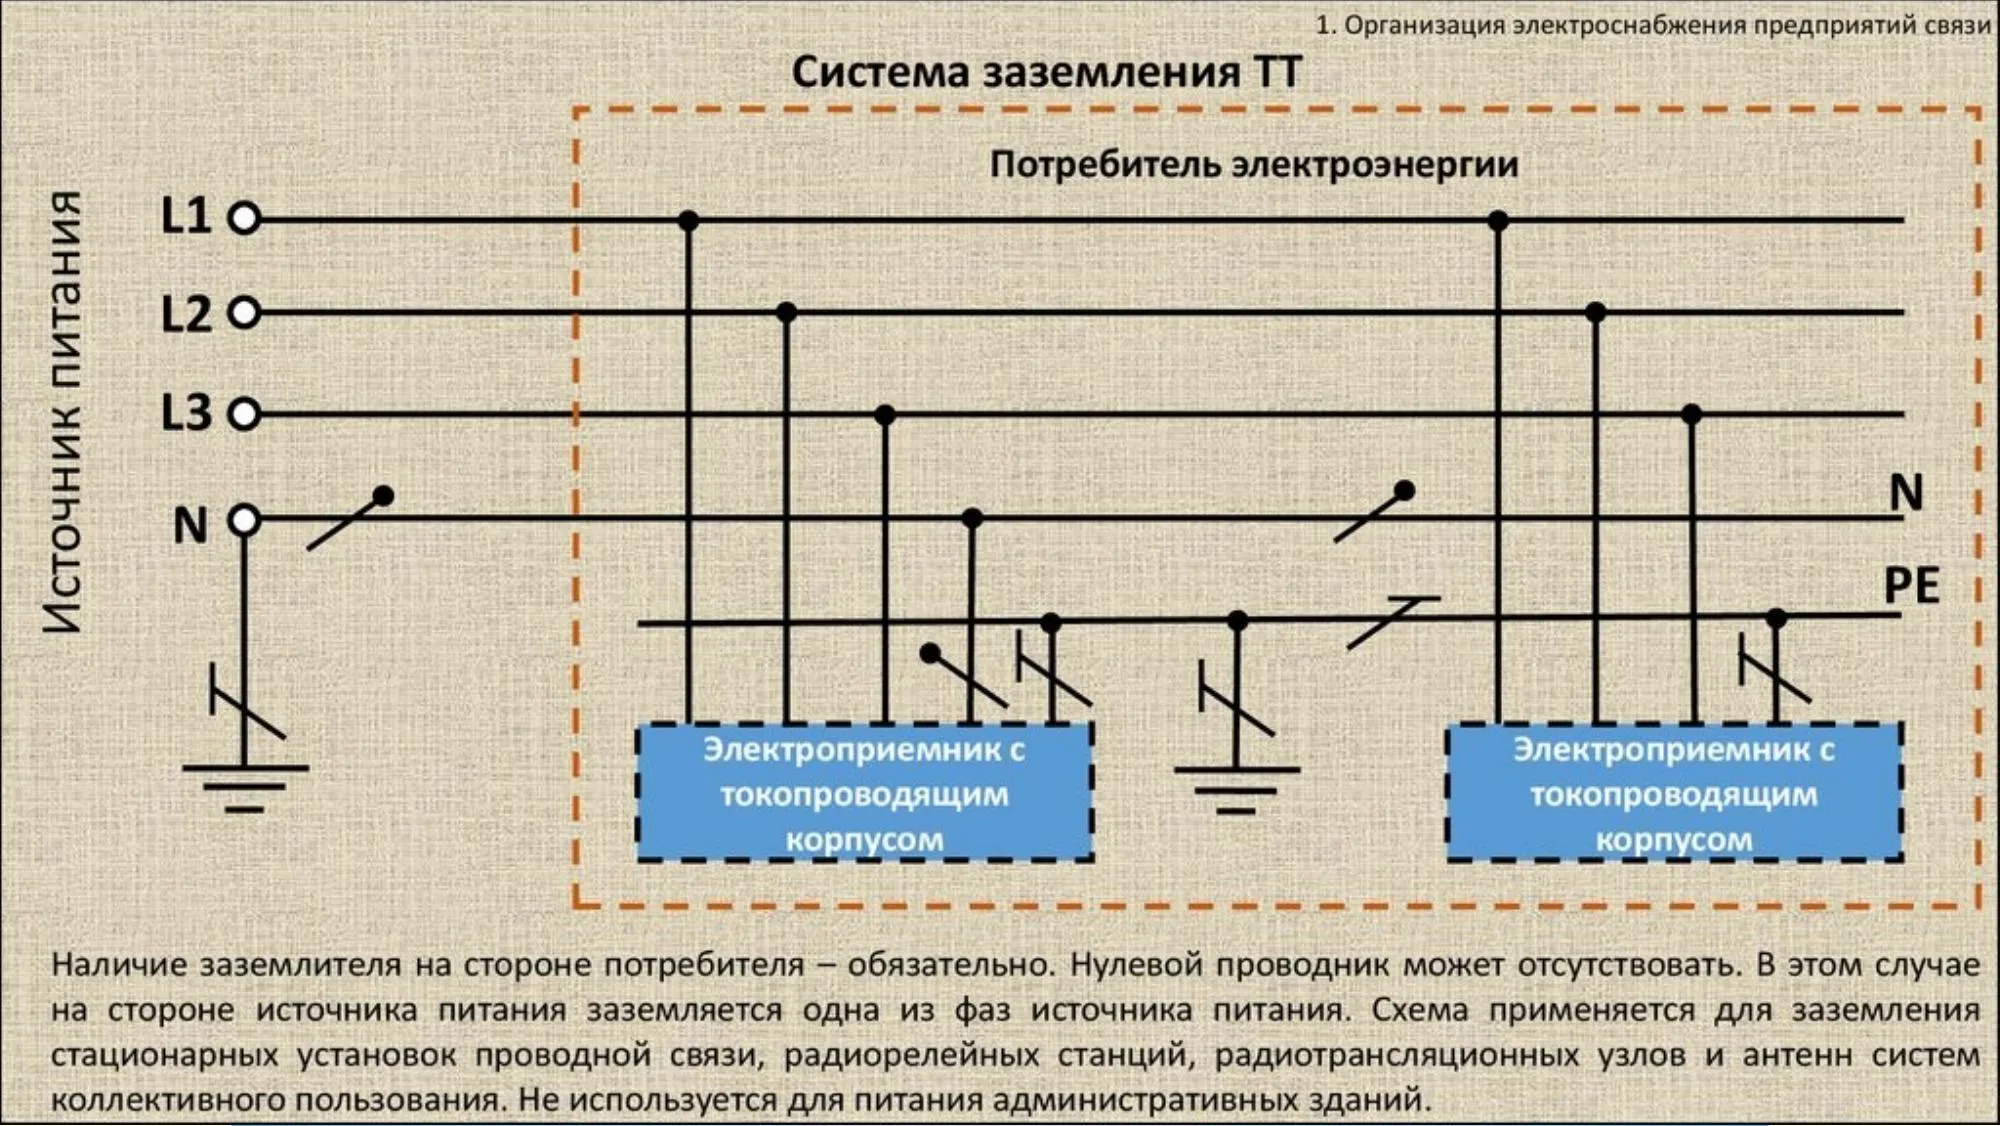 1. Организация электроснабжения предприятий связи
Система заземления ТТ
Потребитель электроэнергии
Источник питания
L1
L2
L3
N
N
PE
Электроприемник с
токопроводящим
корпусом
Электроприемник с
токопроводящим
корпусом
Наличие заземлителя на стороне потребителя – обязательно. Нулевой проводник может отсутствовать. В этом случае
на стороне источника питания заземляется одна из фаз источника питания. Схема применяется для заземления
стационарных установок проводной связи, радиорелейных станций, радиотрансляционных узлов и антенн систем
коллективного пользования. Не используется для питания административных зданий.